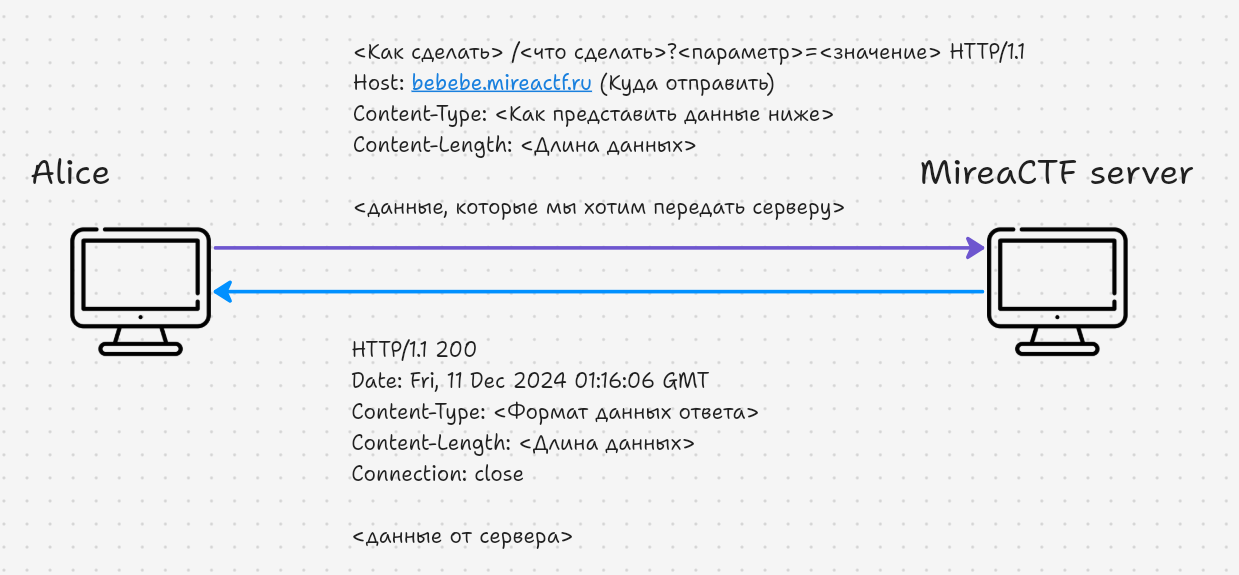 <Как сделать> /<что сделать>?<параметр>=<значение> HTTP/1.1
Host: bebebe.mireactf.ru (Куда отправить)
Content-Type: <Как представить данные ниже>
Content-Length: <Длина данных>
Alice
MireaCTF server
<данные, которые мы хотим передать серверу>
HTTP/1.1 200
Date: Fri, 11 Dec 2024 01:16:06 GMT
Content-Type: <Формат данных ответа>
Content-Length: <Длина данных>
Connection: close
<данные от сервера>